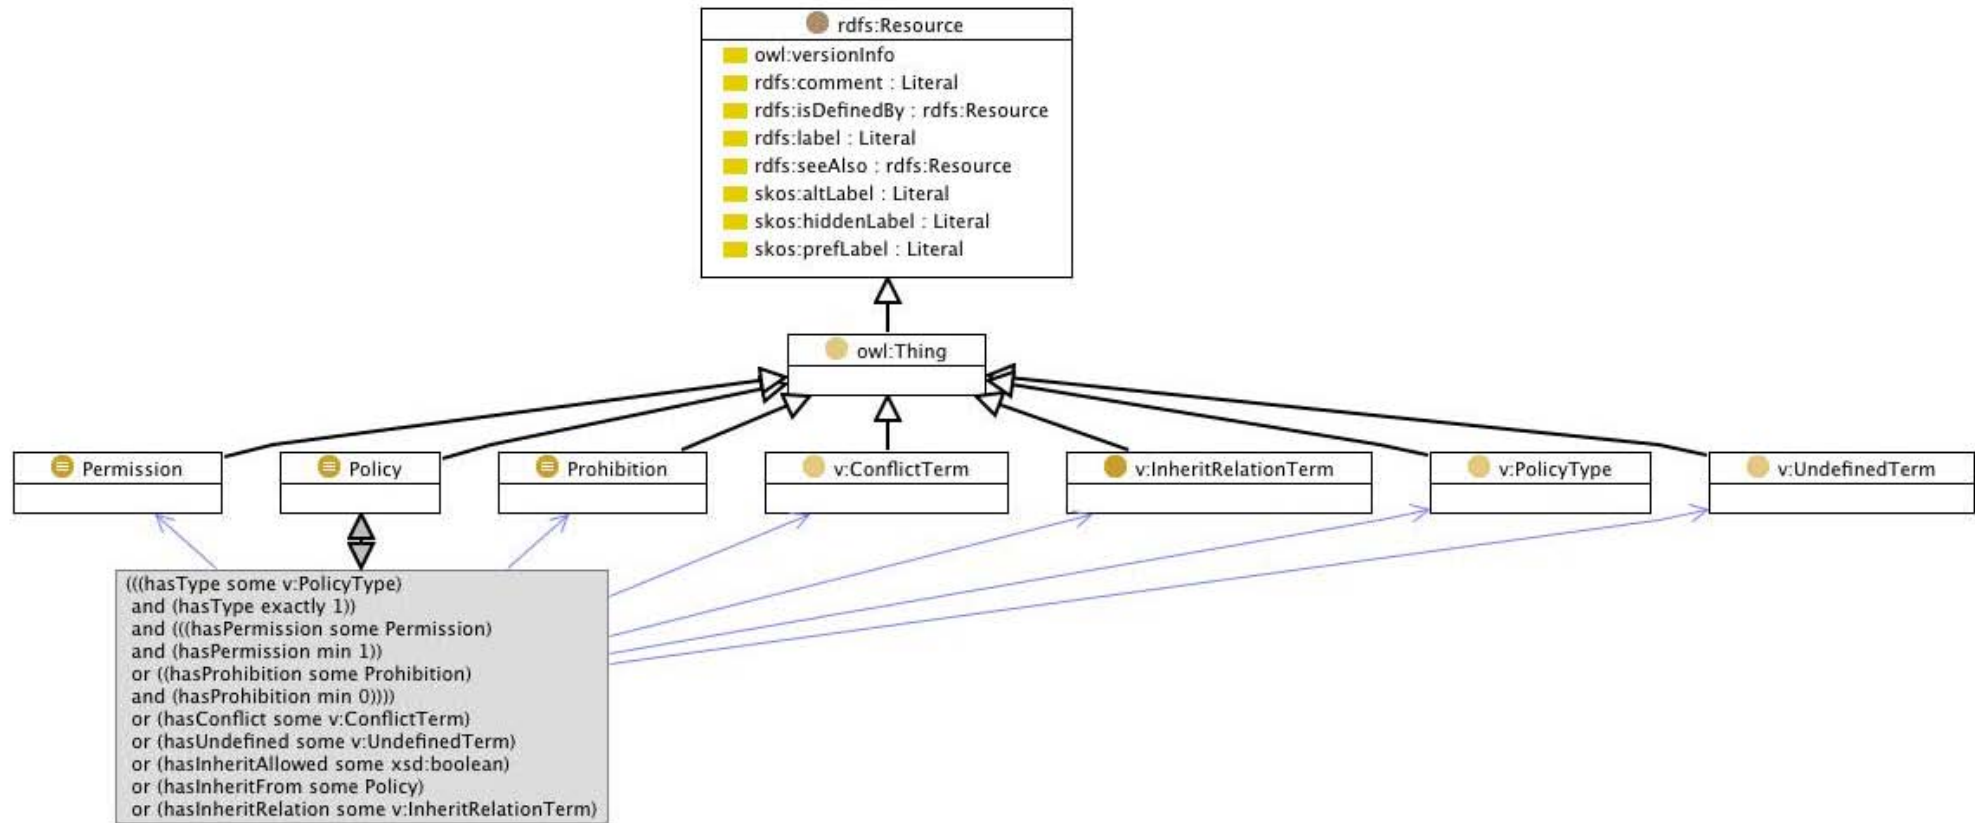 rdfs:Resource
owl:versionInfo
rdfs:comment : Literal
rdfs:isDefinedBy : rdfs:Resource
rdfs:label : Literal
rdfs:seeAlso : rdfs:Resource
skos:altLabel : Literal
skos:hiddenLabel : Literal
skos:prefLabel : Literal
owl:Thing
Permission
Policy
Prohibition
v:ConflictTerm
v:InheritRelationTerm
v:PolicyType
v:UndefinedTerm
(((hasType some v:PolicyType)
and (hasType exactly 1))
and (((hasPermission some Permission)
and (hasPermission min 1))
or ((hasProhibition some Prohibition)
and (hasProhibition min 0))))
or (hasConflict some v:ConflictTerm)
or (hasUndefined some v:UndefinedTerm)
or (hasInheritAllowed some xsd:boolean)
or (hasInheritFrom some Policy)
or (hasInheritRelation some v:InheritRelationTerm)